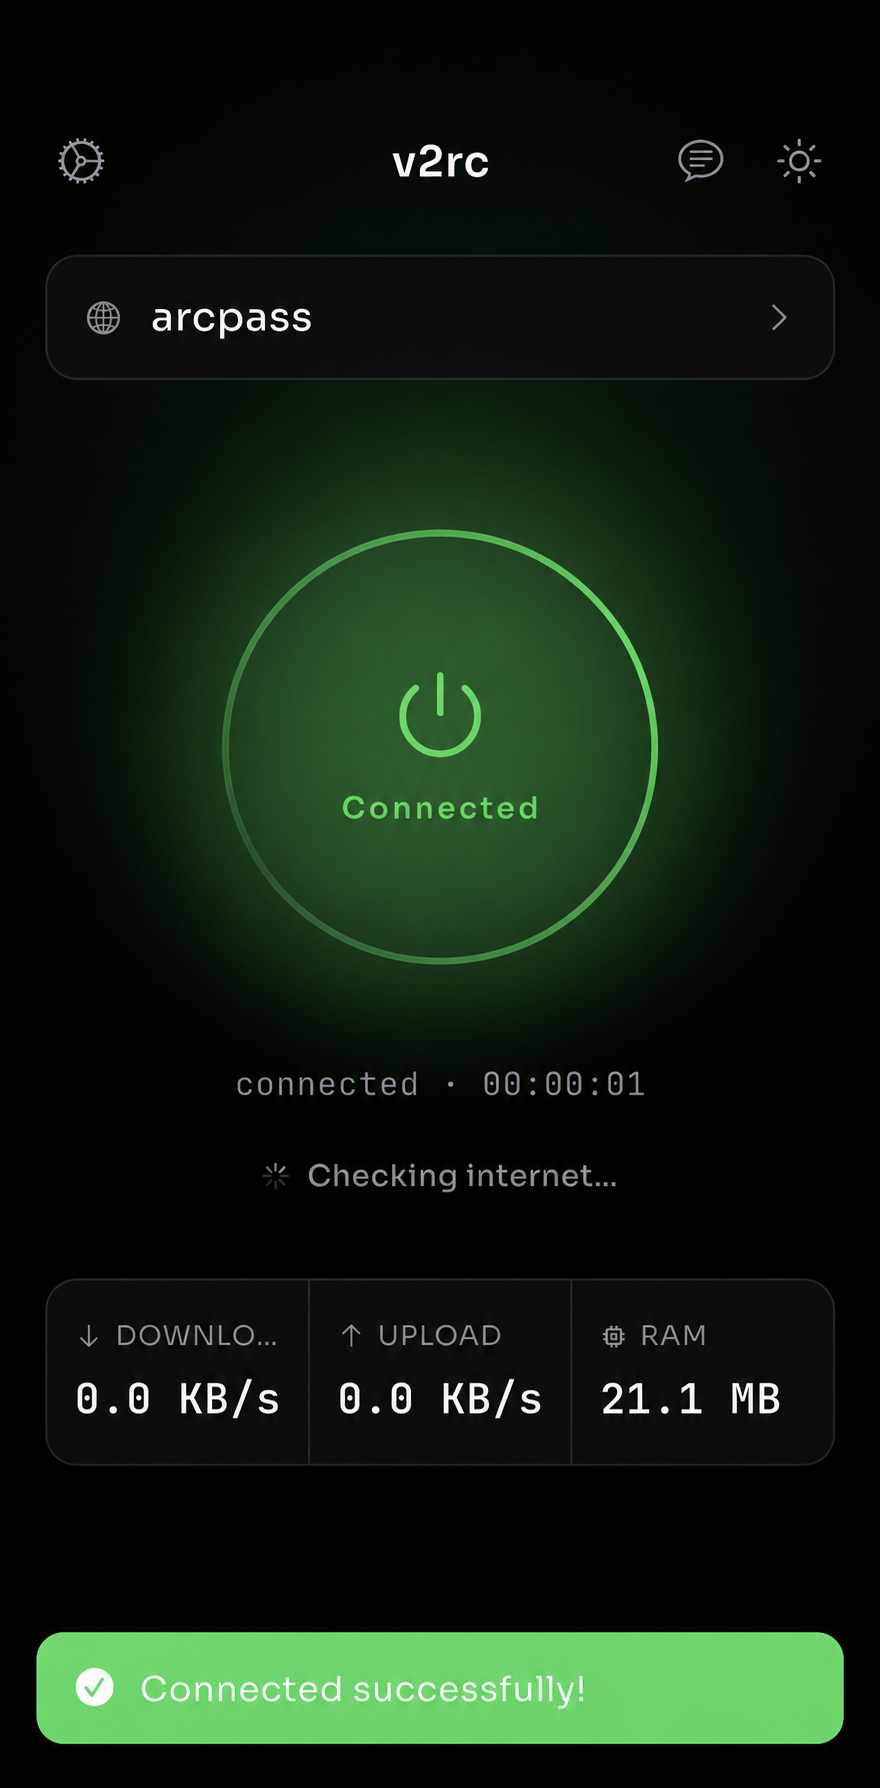 v2rc
arcpass
Connected
connected · 00:00:01
Checking internet...
DOWNLO... UPLOAD RAM
0.0 KB/s 0.0 KB/s 21.1 MB
Connected successfully!